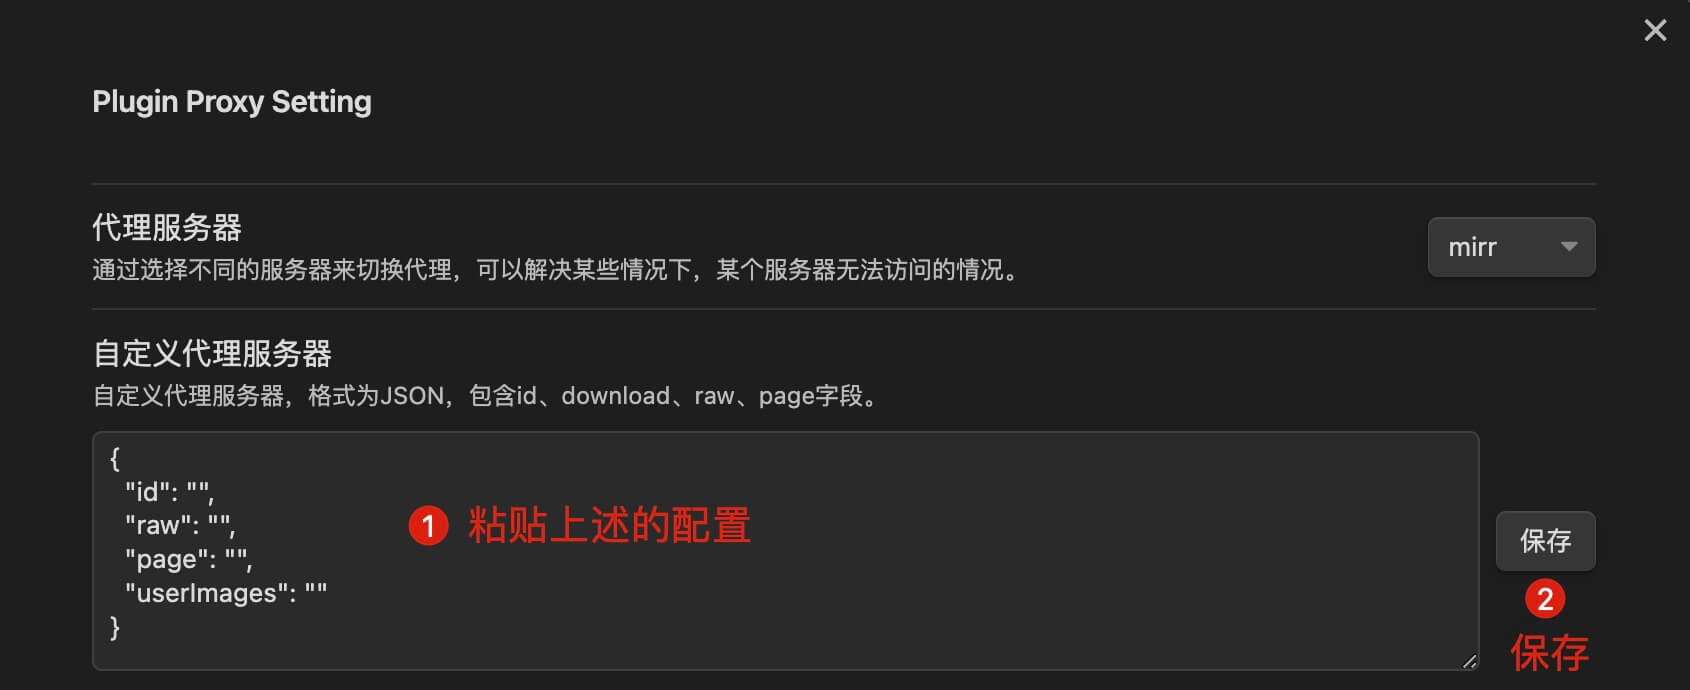 Plugin Proxy Setting
代理服务器
通过选择不同的服务器来切换代理，可以解决某些情况下，某个服务器无法访问的情况。
mirr
自定义代理服务器
自定义代理服务器，格式为JSON，包含id、download、raw、page字段。
{
"id": "",
"raw": "",
"page": "",
"userImages": ""
}
1 粘贴上述的配置
保存
2
保存